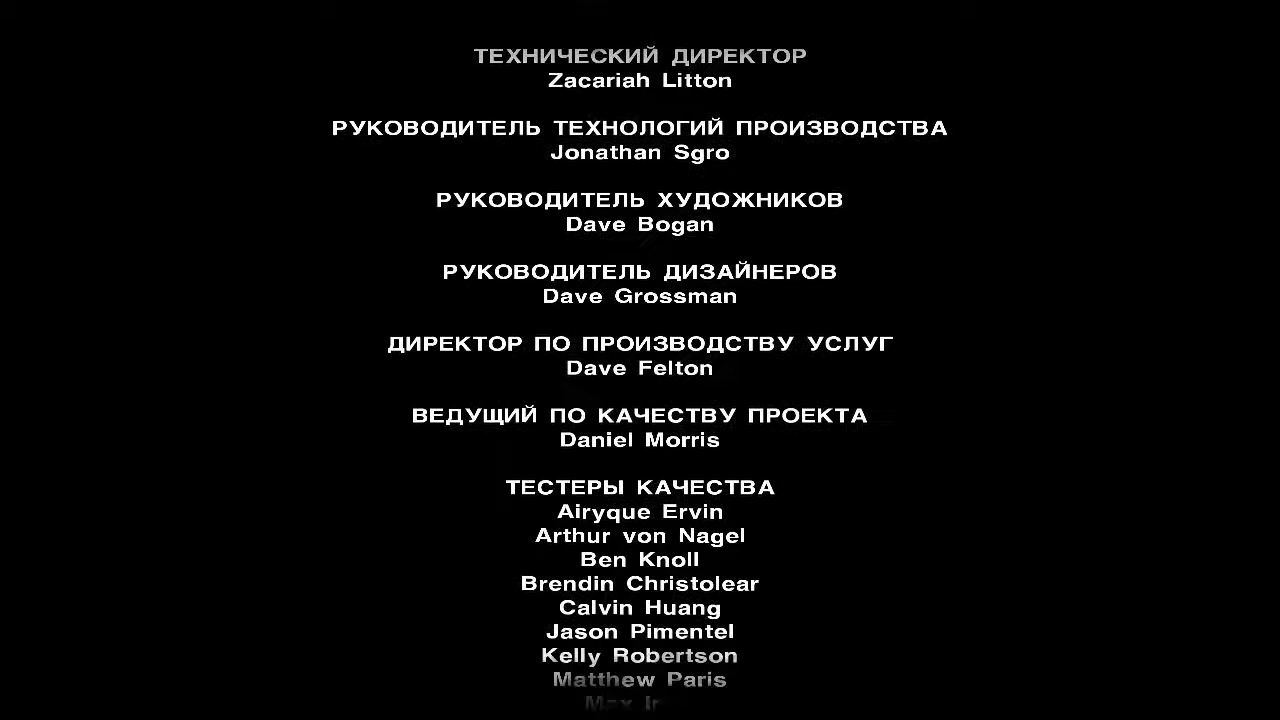 ТЕХНИЧЕСКИЙ ДИРЕКТОР
Zacariah Litton
РУКОВОДИТЕЛЬ ТЕХНОЛОГИЙ ПРОИЗВОДСТВА
Jonathan Sgro
РУКОВОДИТЕЛЬ ХУДОЖНИКОВ
Dave Bogan
РУКОВОДИТЕЛЬ ДИЗАЙНЕРОВ
Dave Grossman
ДИРЕКТОР ПО ПРОИЗВОДСТВУ УСЛУГ
Dave Felton
ВЕДУЩИЙ ПО КАЧЕСТВУ ПРОЕКТА
Daniel Morris
ТЕСТЕРЫ КАЧЕСТВА
Airyque Ervin
Arthur von Nagel
Ben Knoll
Brendin Christolear
Calvin Huang
Jason Pimentel
Kelly Robertson
Matthew Paris